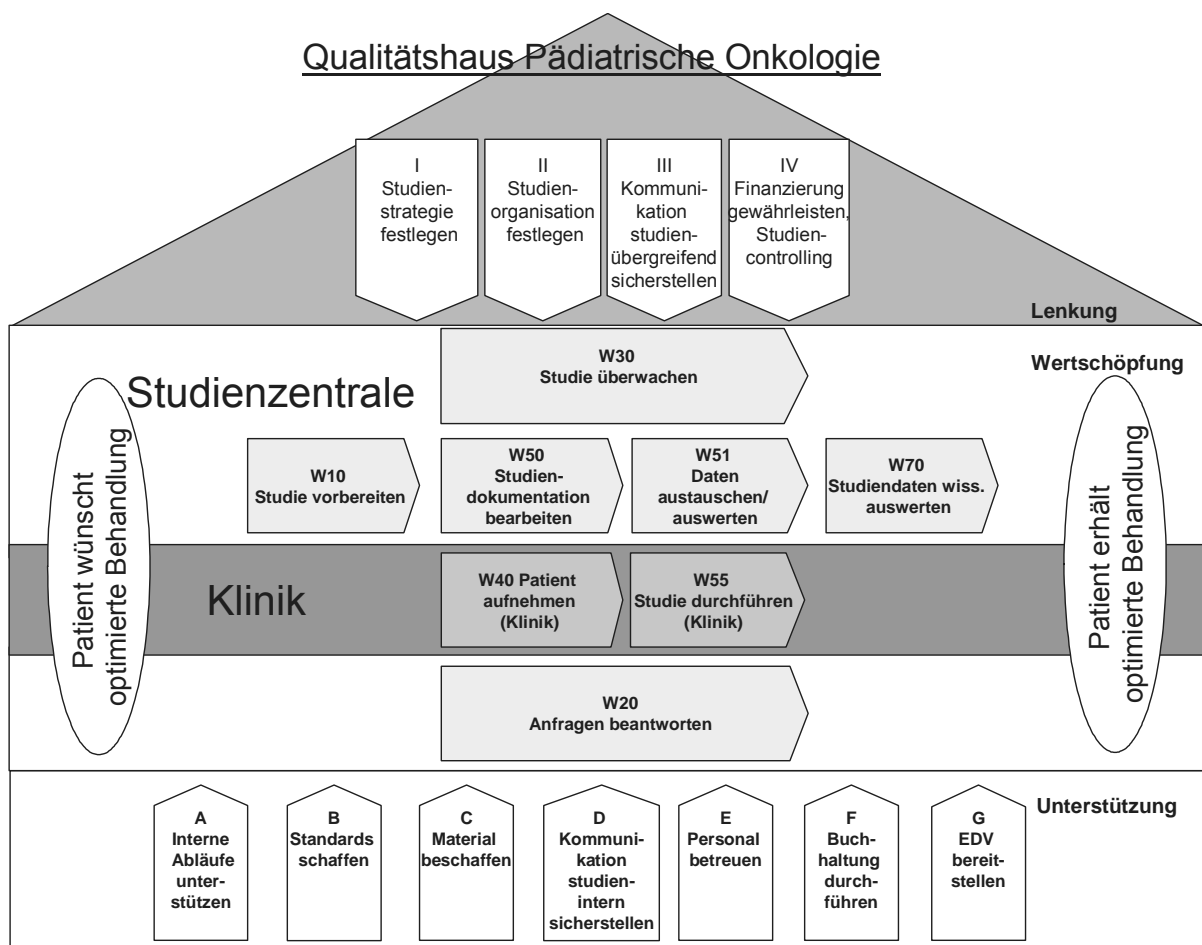 Qualitätshaus Pädiatrische Onkologie
I
Studien-
strategie
festlegen
II
Studien-
organisation
festlegen
III
Kommuni-
kation
studien-
übergreifend
sicherstellen
IV
Finanzierung
gewährleisten,
Studien-
controlling
Lenkung
Wertschöpfung
Studienzentrale
W30
Studie überwachen
Patient wünscht
optimierte Behandlung
W10
Studie vorbereiten
W50
Studien-
dokumentation
bearbeiten
W51
Daten
austauschen/
auswerten
W70
Studiendaten wiss.
auswerten
Patient erhält
optimierte Behandlung
Klinik
W40 Patient
aufnehmen
(Klinik)
W55
Studie durchführen
(Klinik)
W20
Anfragen beantworten
Unterstützung
A
Interne
Abläufe
unter-
stützen
B
Standards
schaffen
C
Material
beschaffen
D
Kommuni-
kation
studien-
intern
sicherstellen
E
Personal
betreuen
F
Buch-
haltung
durch-
führen
G
EDV
bereit-
stellen